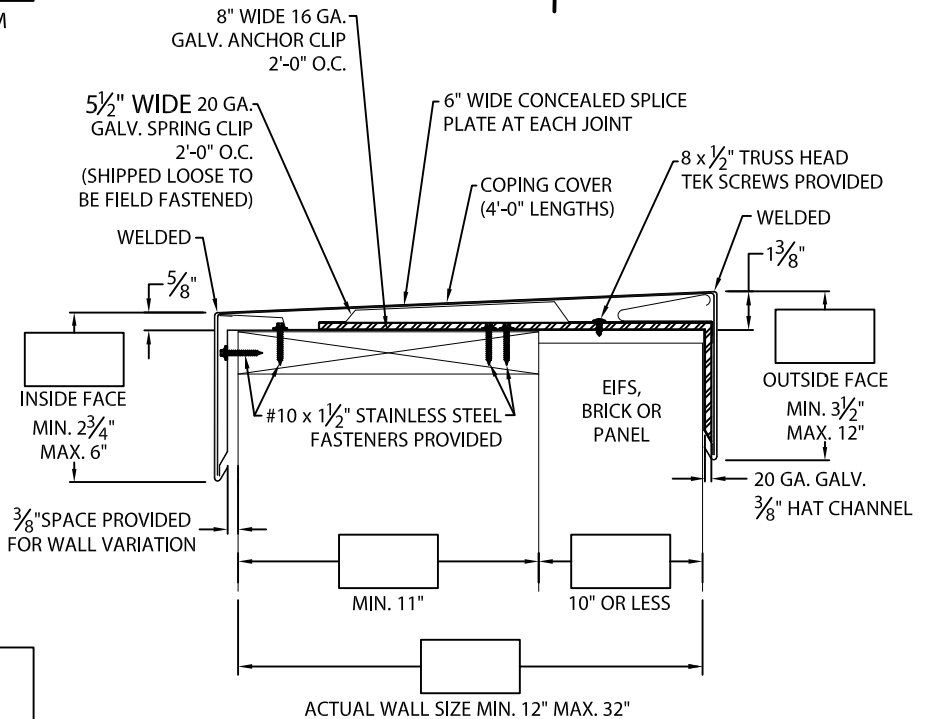 M
8" WIDE 16 GA.
GALV. ANCHOR CLIP
2'-0" O.C.
5½" WIDE 20 GA.
GALV. SPRING CLIP
2'-0" O.C.
(SHIPPED LOOSE TO
BE FIELD FASTENED)
6" WIDE CONCEALED SPLICE
PLATE AT EACH JOINT
8 x ½" TRUSS HEAD
TEK SCREWS PROVIDED
COPING COVER
(4'-0" LENGTHS)
WELDED
WELDED
5⁄8"
1 3⁄8"
INSIDE FACE
MIN. 2¾"
MAX. 6"
#10 x 1½" STAINLESS STEEL
FASTENERS PROVIDED
EIFS,
BRICK OR
PANEL
OUTSIDE FACE
MIN. 3½"
MAX. 12"
20 GA. GALV.
3⁄8" HAT CHANNEL
3⁄8" SPACE PROVIDED
FOR WALL VARIATION
MIN. 11"
10" OR LESS
ACTUAL WALL SIZE MIN. 12" MAX. 32"